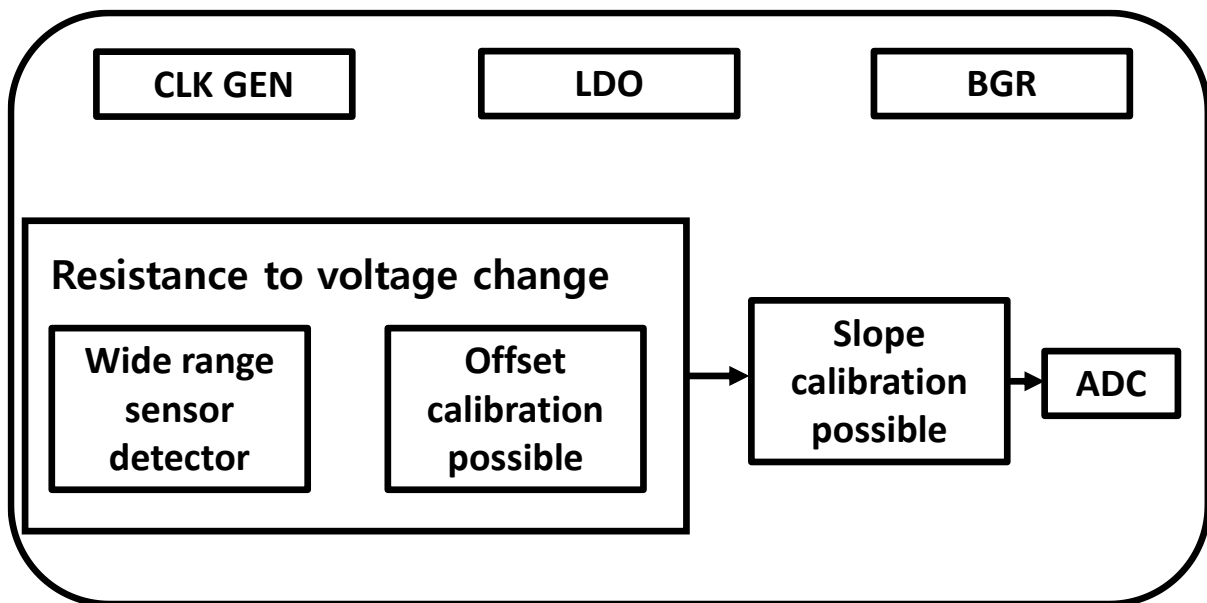 CLK GEN
LDO
BGR
Resistance to voltage change
Wide range
sensor
detector
Offset
calibration
possible
Slope
calibration
possible
ADC